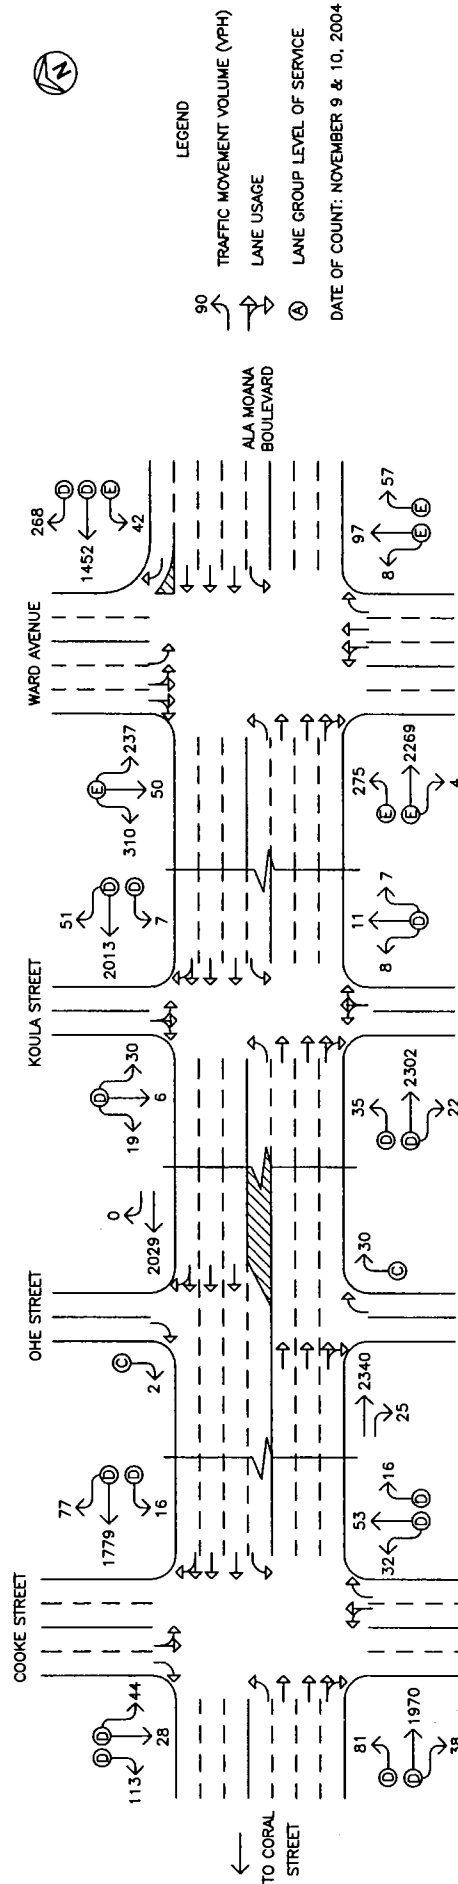 N
LEGEND
90
TRAFFIC MOVEMENT VOLUME (VPH)
LANE USAGE
A LANE GROUP LEVEL OF SERVICE
DATE OF COUNT: NOVEMBER 9 & 10, 2004
COOKE STREET
OHE STREET
KOULA STREET
WARD AVENUE
ALA MOANA
BOULEVARD
TO CORAL
STREET
113
D D
28
44
77
1779
D
D
16
C
2
0
2029
19
D
6
30
51
2013
D
D
7
310
E
50
237
268
1452
D
D
E
42
81
D
D
1970
38
32
53
D D
16
2340
25
C
30
35
D
D
2302
22
8
11
D
7
275
E
E
2269
4
8
97
E E
57